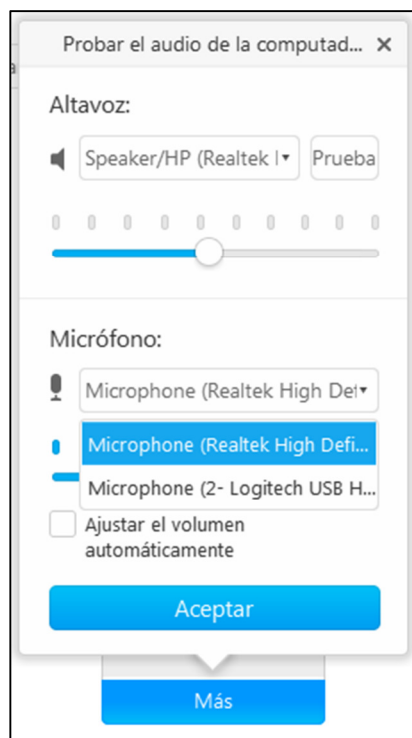 Probar el audio de la computad...
Altavoz:
Speaker/HP (Realtek
Prueba
Micrófono:
Microphone (Realtek High Def
Microphone (Realtek High Defi...
Microphone (2- Logitech USB H...
Ajustar el volumen
automáticamente
Aceptar
Más